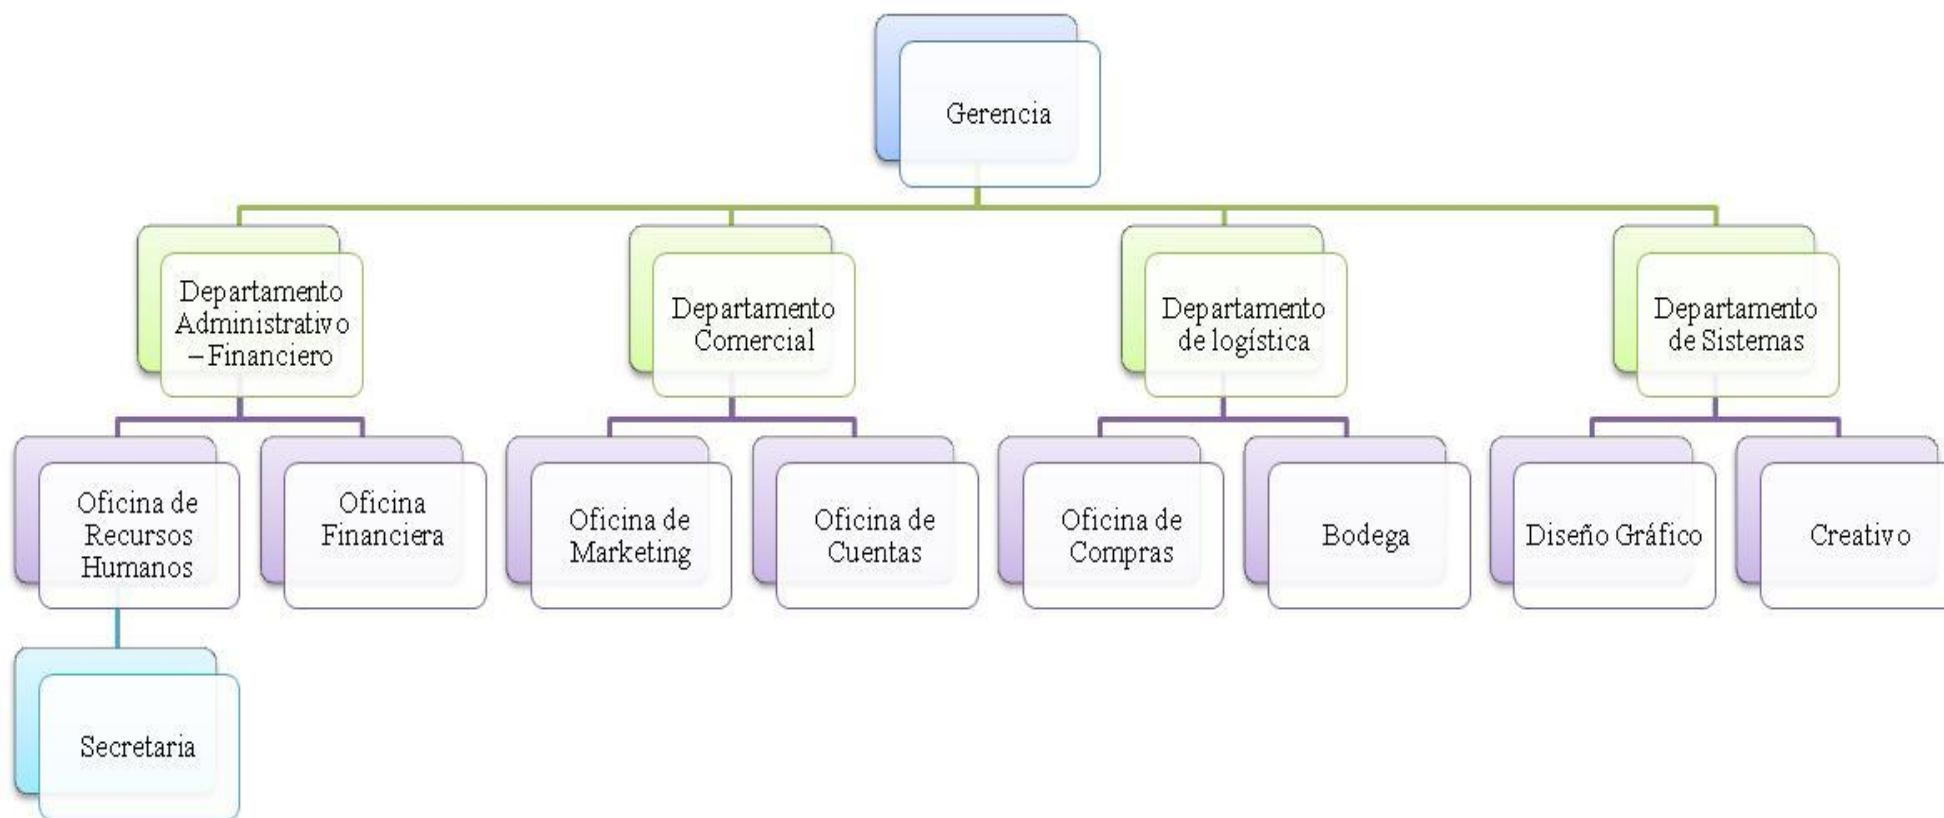 Gerencia
Departamento
Administrativo
– Financiero
Departamento
Comercial
Departamento
de logística
Departamento
de Sistemas
Oficina de
Recursos
Humanos
Oficina
Financiera
Oficina de
Marketing
Oficina de
Cuentas
Oficina de
Compras
Bodega
Diseño Gráfico
Creativo
Secretaria